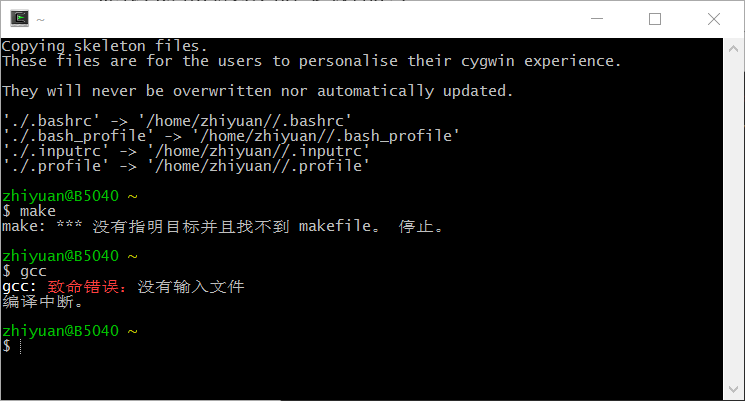 ~
Copying skeleton files.
These files are for the users to personalise their cygwin experience.
They will never be overwritten nor automatically updated.
'./.bashrc' -> '/home/zhiyuan//.bashrc'
'./.bash_profile' -> '/home/zhiyuan//.bash_profile'
'./.inputrc' -> '/home/zhiyuan//.inputrc'
'./.profile' -> '/home/zhiyuan//.profile'
zhiyuan@B5040 ~
$ make
make: *** 没有指明目标并且找不到 makefile。 停止。
zhiyuan@B5040 ~
$ gcc
gcc: 致命错误：没有输入文件
编译中断。
zhiyuan@B5040 ~
$